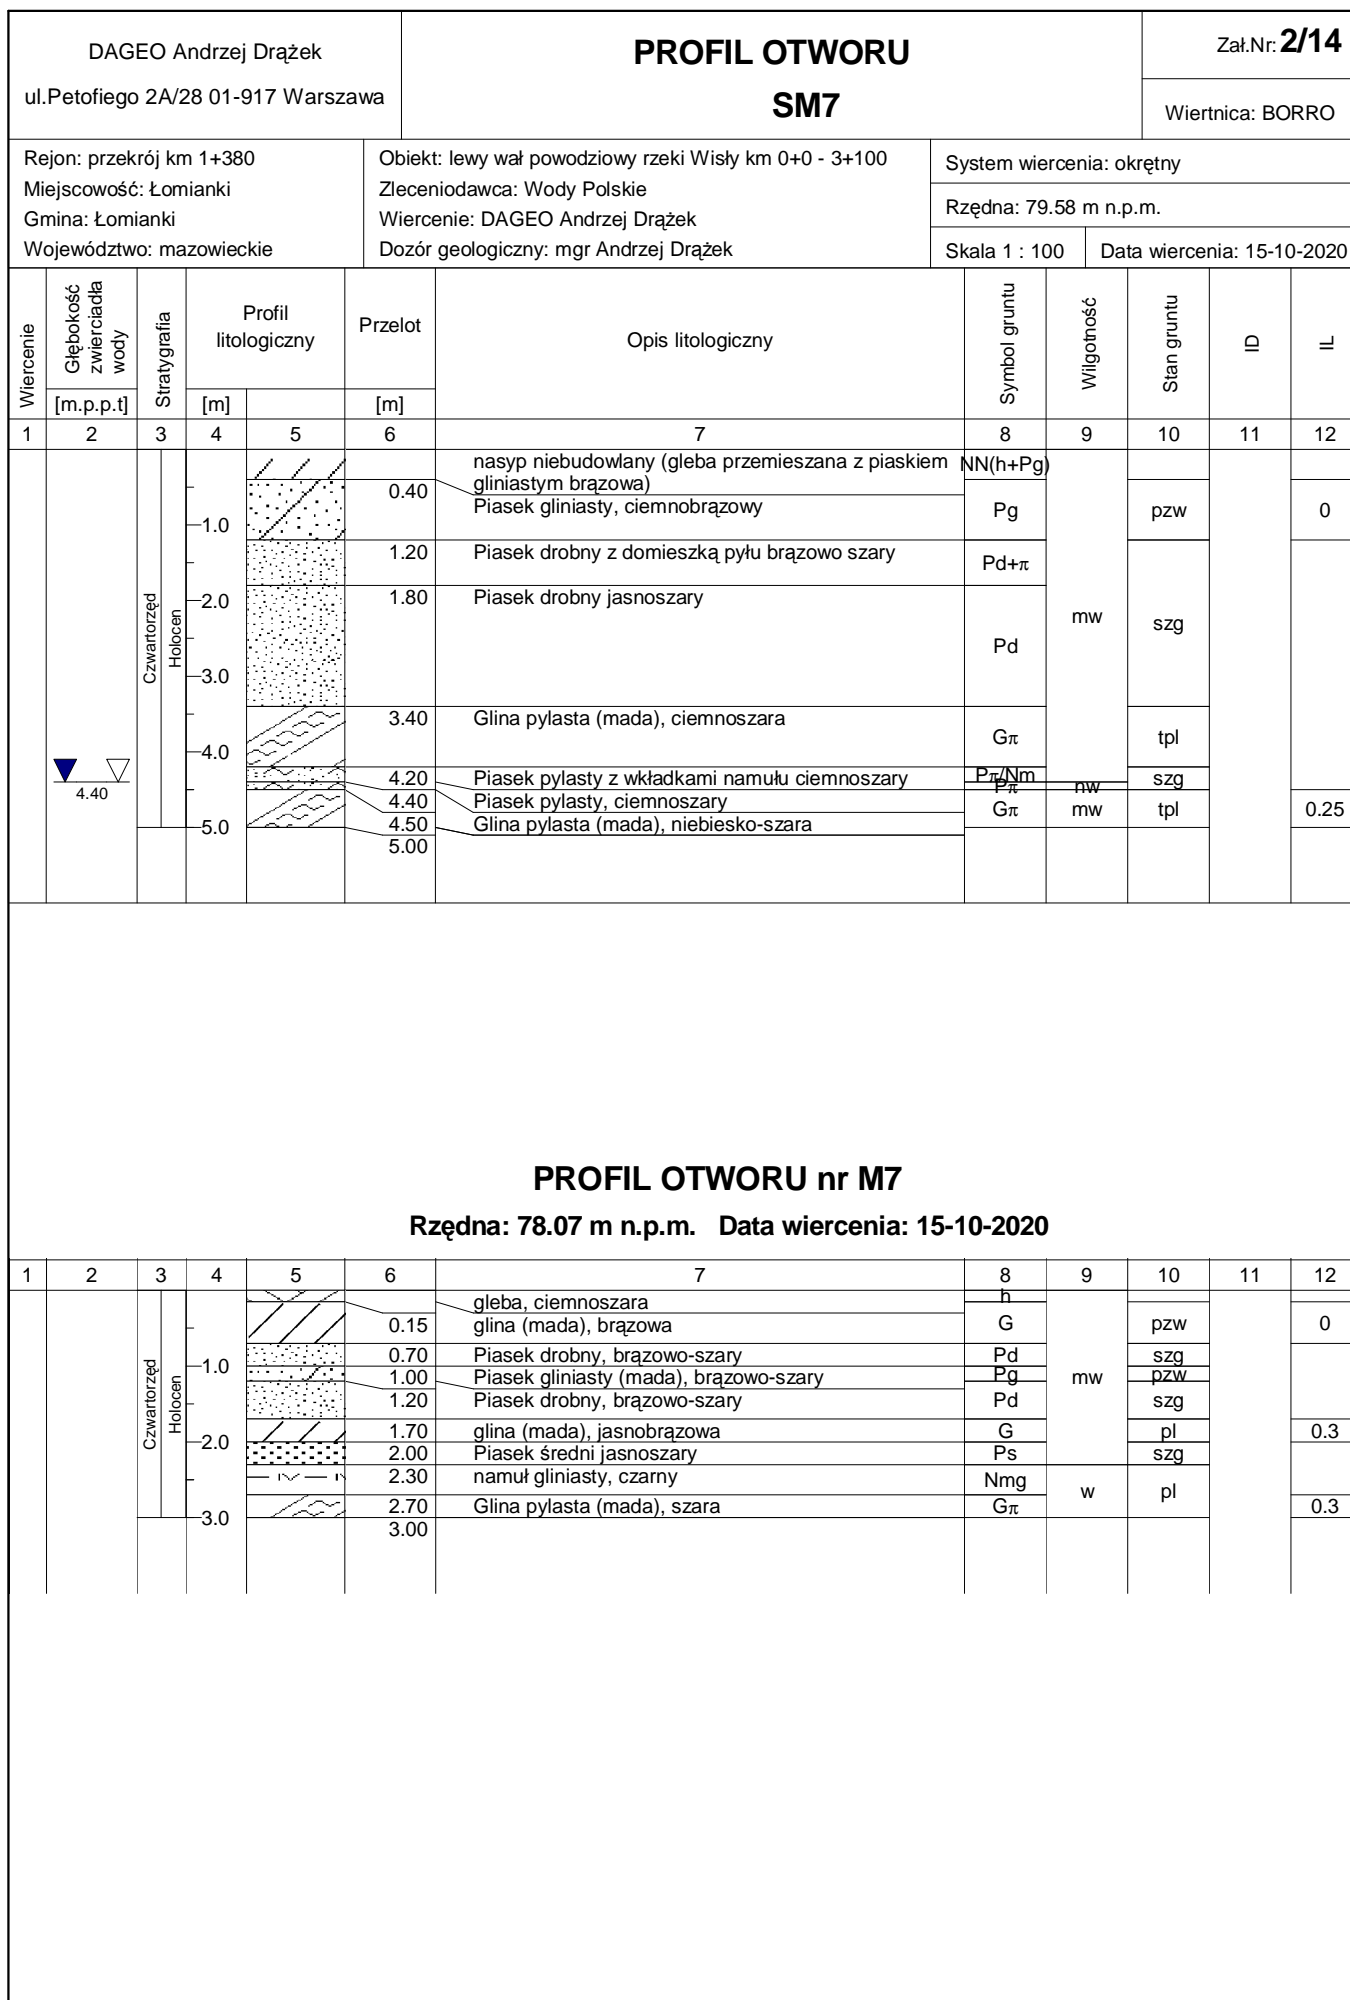 DAGEO Andrzej Drążek
ul.Petofiego 2A/28 01-917 Warszawa
PROFIL OTWORU
SM7
Zał.Nr: 2/14
Wiertnica: BORRO
Rejon: przekrój km 1+380
Miejscowość: Łomianki
Gmina: Łomianki
Województwo: mazowieckie
Obiekt: lewy wał powodziowy rzeki Wisły km 0+0 - 3+100
Zleceniodawca: Wody Polskie
Wiercenie: DAGEO Andrzej Drążek
Dozór geologiczny: mgr Andrzej Drążek
System wiercenia: okrętny
Rzędna: 79.58 m n.p.m.
Skala 1 : 100
Data wiercenia: 15-10-2020
Wiercenie
Głębokość
zwierciadła
wody
[m.p.p.t]
Stratygrafia
Profil
litologiczny
[m]
Przelot
[m]
Opis litologiczny
Symbol gruntu
Wilgotność
Stan gruntu
ID
IL
1 2 3 4 5 6 7 8 9 10 11 12
4.40
Czwartorzęd
Holocen
1.0
2.0
3.0
4.0
5.0
nasyp niebudowlany (gleba przemieszana z piaskiem
gliniastym brązowa)
NN(h+Pg)
0.40 Piasek gliniasty, ciemnobrązowy Pg pzw 0
1.20 Piasek drobny z domieszką pyłu brązowo szary Pd+π
1.80 Piasek drobny jasnoszary Pd mw szg
3.40 Glina pylasta (mada), ciemnoszara Gπ tpl
4.20 Piasek pylasty z wkładkami namułu ciemnoszary Pπ/Nm szg
4.40 Piasek pylasty, ciemnoszary Pπ nw
4.50 Glina pylasta (mada), niebiesko-szara Gπ mw tpl 0.25
5.00
PROFIL OTWORU nr M7
Rzędna: 78.07 m n.p.m. Data wiercenia: 15-10-2020
1 2 3 4 5 6 7 8 9 10 11 12
Czwartorzęd
Holocen
1.0
2.0
3.0
gleba, ciemnoszara h
0.15 glina (mada), brązowa G pzw 0
0.70 Piasek drobny, brązowo-szary Pd szg
1.00 Piasek gliniasty (mada), brązowo-szary Pg mw pzw
1.20 Piasek drobny, brązowo-szary Pd szg
1.70 glina (mada), jasnobrązowa G pl 0.3
2.00 Piasek średni jasnoszary Ps szg
2.30 namuł gliniasty, czarny Nmg w pl
2.70 Glina pylasta (mada), szara Gπ 0.3
3.00